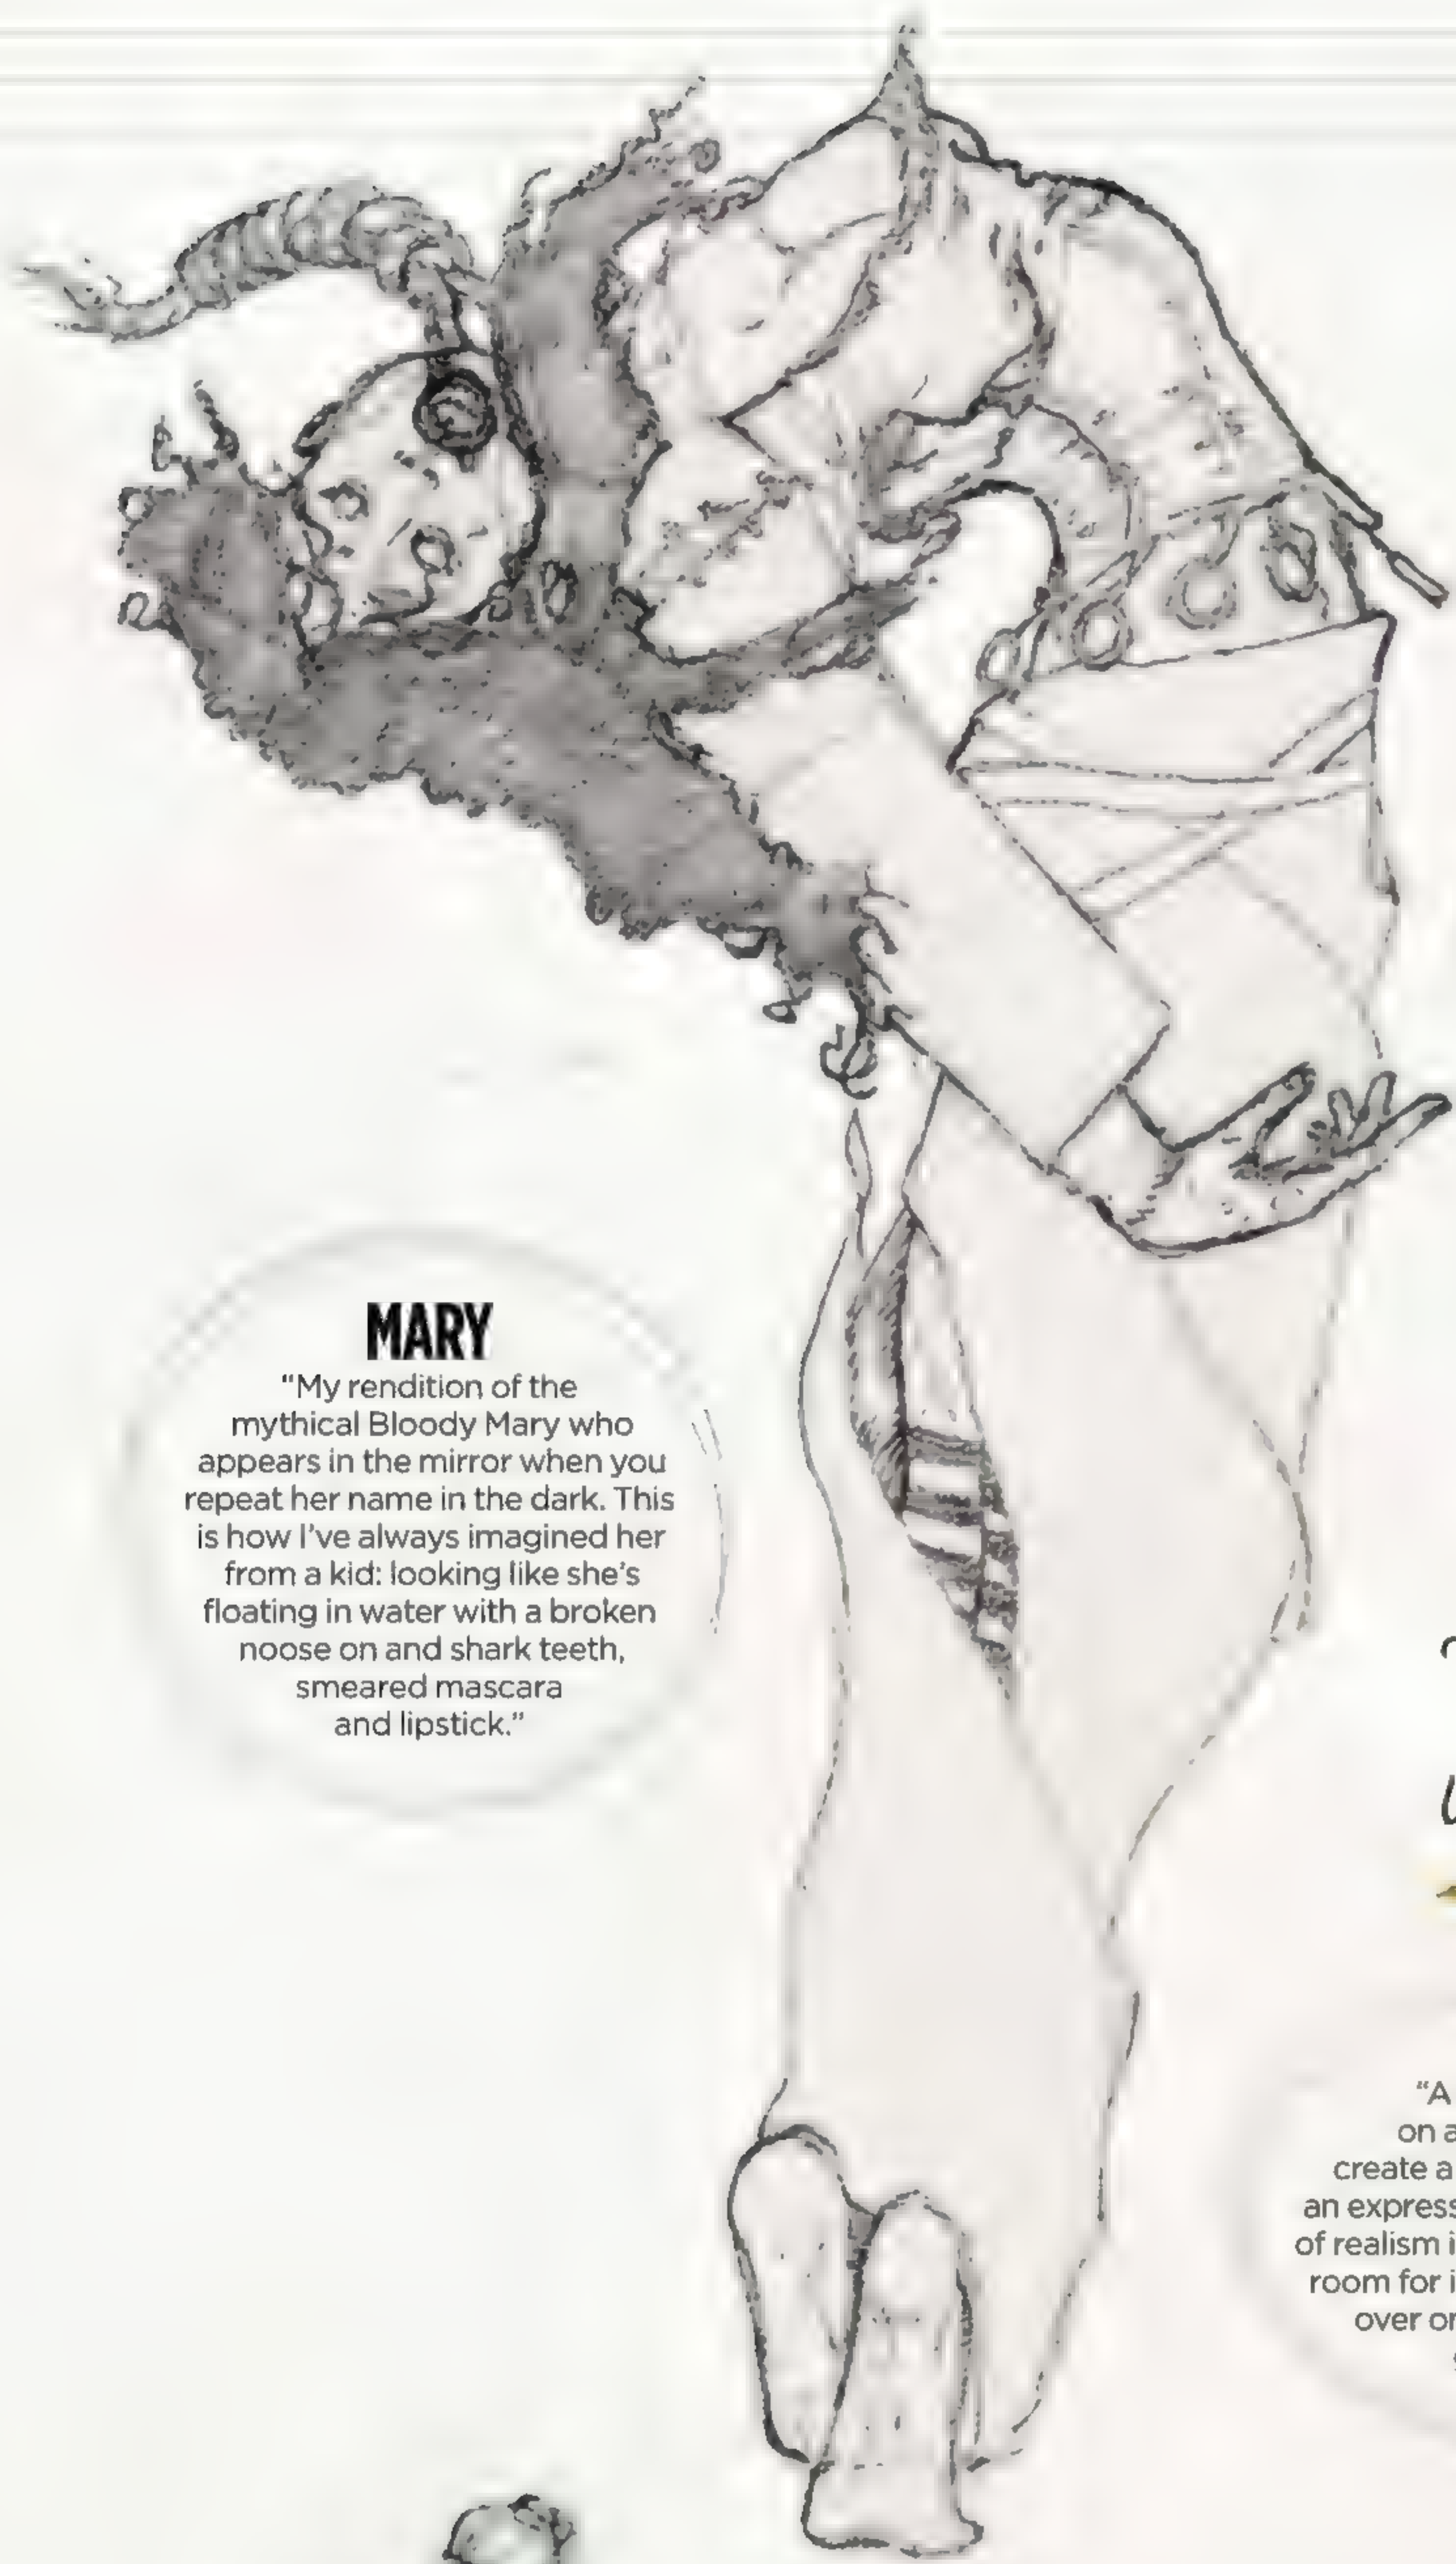 MARY
“My rendition of the
mythical Bloody Mary who
appears in the mirror when you
repeat her name in the dark. This
is how I’ve always imagined her
from a kid: looking like she’s
floating in water with a broken
noose on and shark teeth,
smeared mascara
and lipstick.”
“A
on a
create a
an express
of realism i
room for i
over or